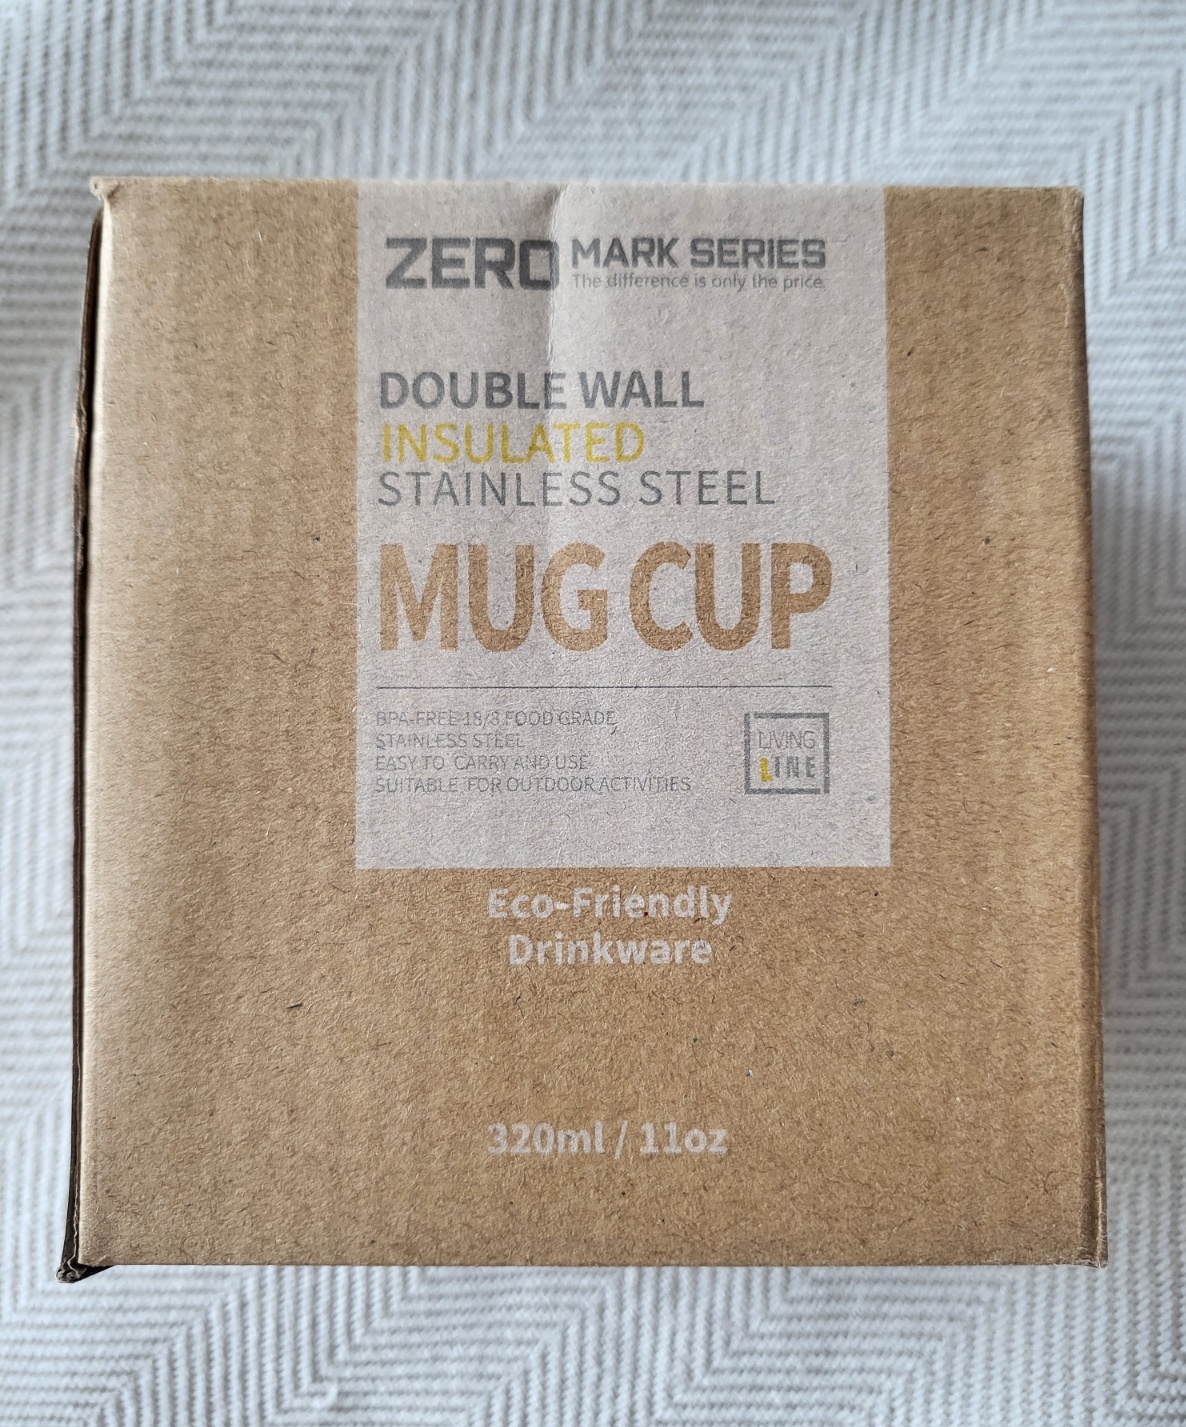 ZERO MARK SERIES
The difference is only the price.
DOUBLE WALL
INSULATED
STAINLESS STEEL
MUG CUP
BPA-FREE 18/8 FOOD GRADE
STAINLESS STEEL
EASY TO CARRY AND USE
SUITABLE FOR OUTDOOR ACTIVITIES
LIVING
LINE
Eco-Friendly
Drinkware
320ml / 11oz